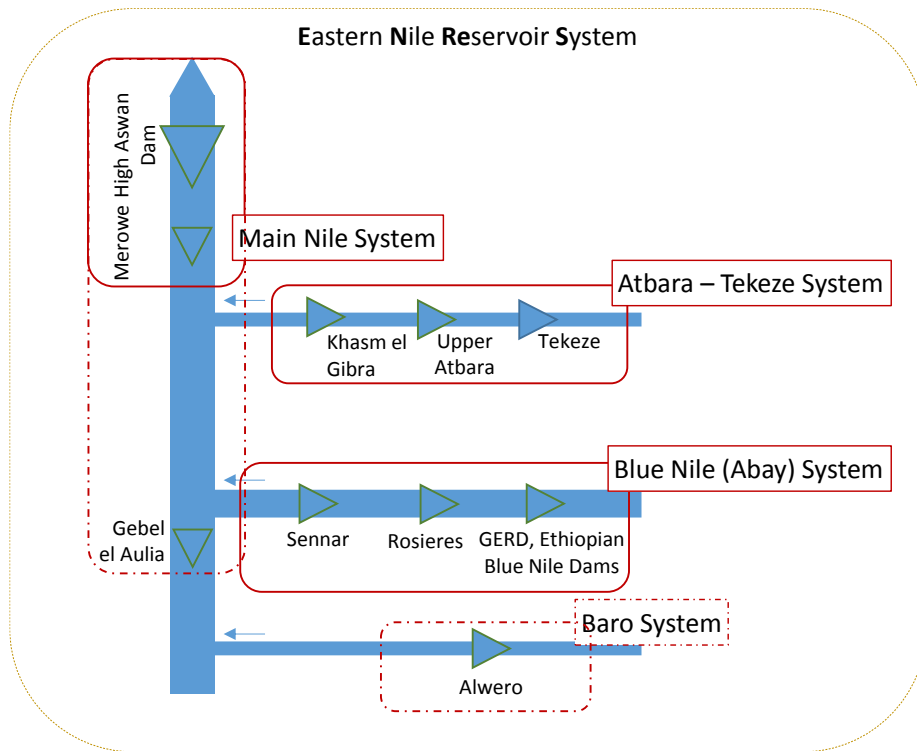 Eastern Nile Reservoir System
Merowe High Aswan
Dam
Main Nile System
Atbara – Tekeze System
Khasm el
Gibra
Upper
Atbara
Tekeze
Blue Nile (Abay) System
Gebel
el Aulia
Sennar
Rosieres
GERD, Ethiopian
Blue Nile Dams
Baro System
Alwero